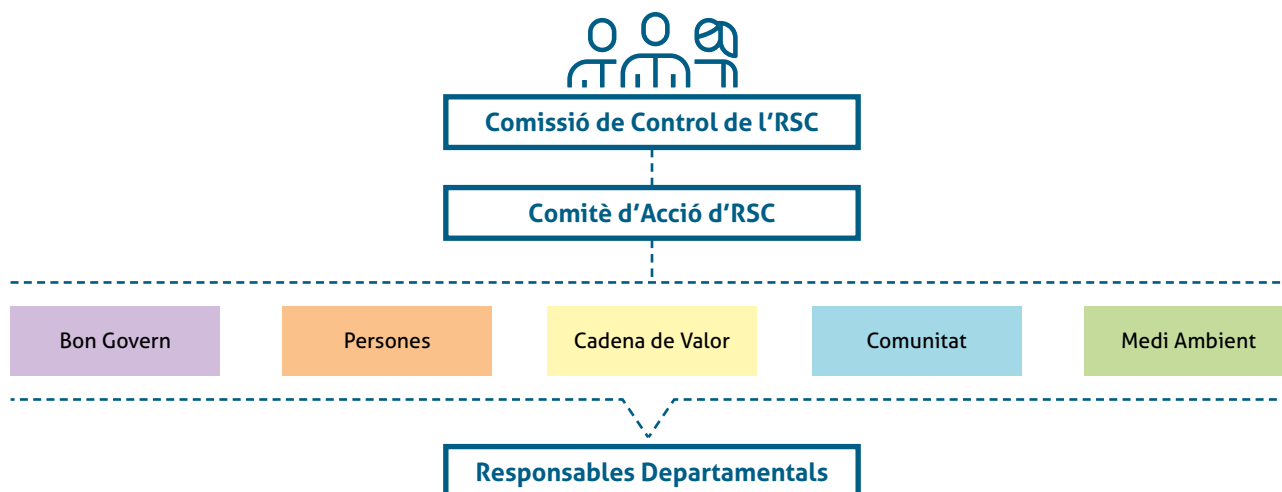 Comissió de Control de l’RSC
Comitè d’Acció d’RSC
Bon Govern
Persones
Cadena de Valor
Comunitat
Medi Ambient
Responsables Departamentals